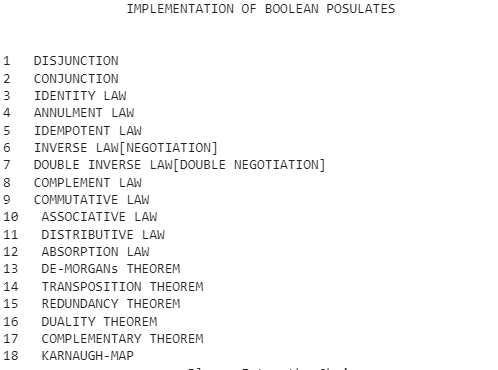 IMPLEMENTATION OF BOOLEAN POSULATES
1 DISJUNCTION
2 CONJUNCTION
3 IDENTITY LAW
4 ANNULMENT LAW
5 IDEMPOTENT LAW
6 INVERSE LAW[NEGOTIATION]
7 DOUBLE INVERSE LAW[DOUBLE NEGOTIATION]
8 COMPLEMENT LAW
9 COMMUTATIVE LAW
10 ASSOCIATIVE LAW
11 DISTRIBUTIVE LAW
12 ABSORPTION LAW
13 DE-MORGANs THEOREM
14 TRANSPOSITION THEOREM
15 REDUNDANCY THEOREM
16 DUALITY THEOREM
17 COMPLEMENTARY THEOREM
18 KARNAUGH-MAP